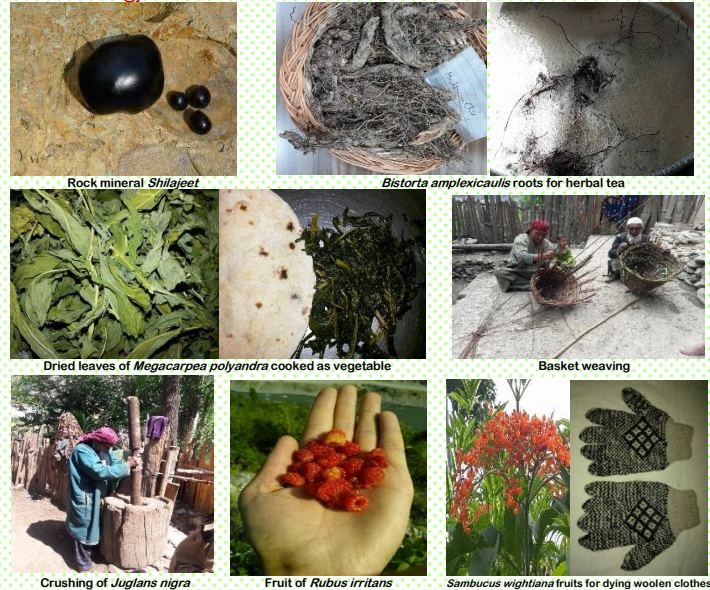 Rock mineral Shilajeet
Bistorta amplexicaulis roots for herbal tea
Dried leaves of Megacarpea polyandra cooked as vegetable
Basket weaving
Crushing of Juglans nigra
Fruit of Rubus irritans
Sambucus wightiana fruits for dying woolen clothes